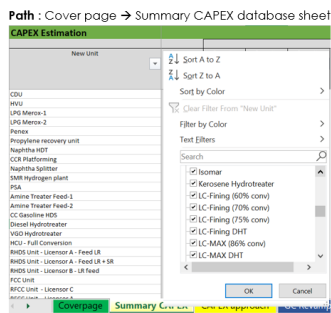 Path : Cover page → Summary CAPEX database sheet
CAPEX Estimation
New Unit
CDU
HVU
LPG Merox-1
LPG Merox-2
Penex
Propylene recovery unit
Naphtha HDT
CCR Platforming
Naphtha Splitter
SMR Hydrogen plant
PSA
Amine Treater Feed-1
Amine Treater Feed-2
CC Gasoline HDS
Diesel Hydrotreater
VGO Hydrotreater
HCU - Full Conversion
RHDS Unit - Licensor A - Feed LR
RHDS Unit - Licensor A - Feed LR + SR
RHDS Unit - Licensor B - LR feed
FCC Unit
RFCC Unit - Licensor C
Sort A to Z
Sort Z to A
Sort by Color
Clear Filter From "New Unit"
Filter by Color
Text Filters
Search
Isomar
Kerosene Hydrotreater
LC-Fining (60% conv)
LC-Fining (70% conv)
LC-Fining (75% conv)
LC-Fining DHT
LC-MAX (86% conv)
LC-MAX DHT
OK
Cancel
Coverpage
Summary CAPEX
CAPEX approach